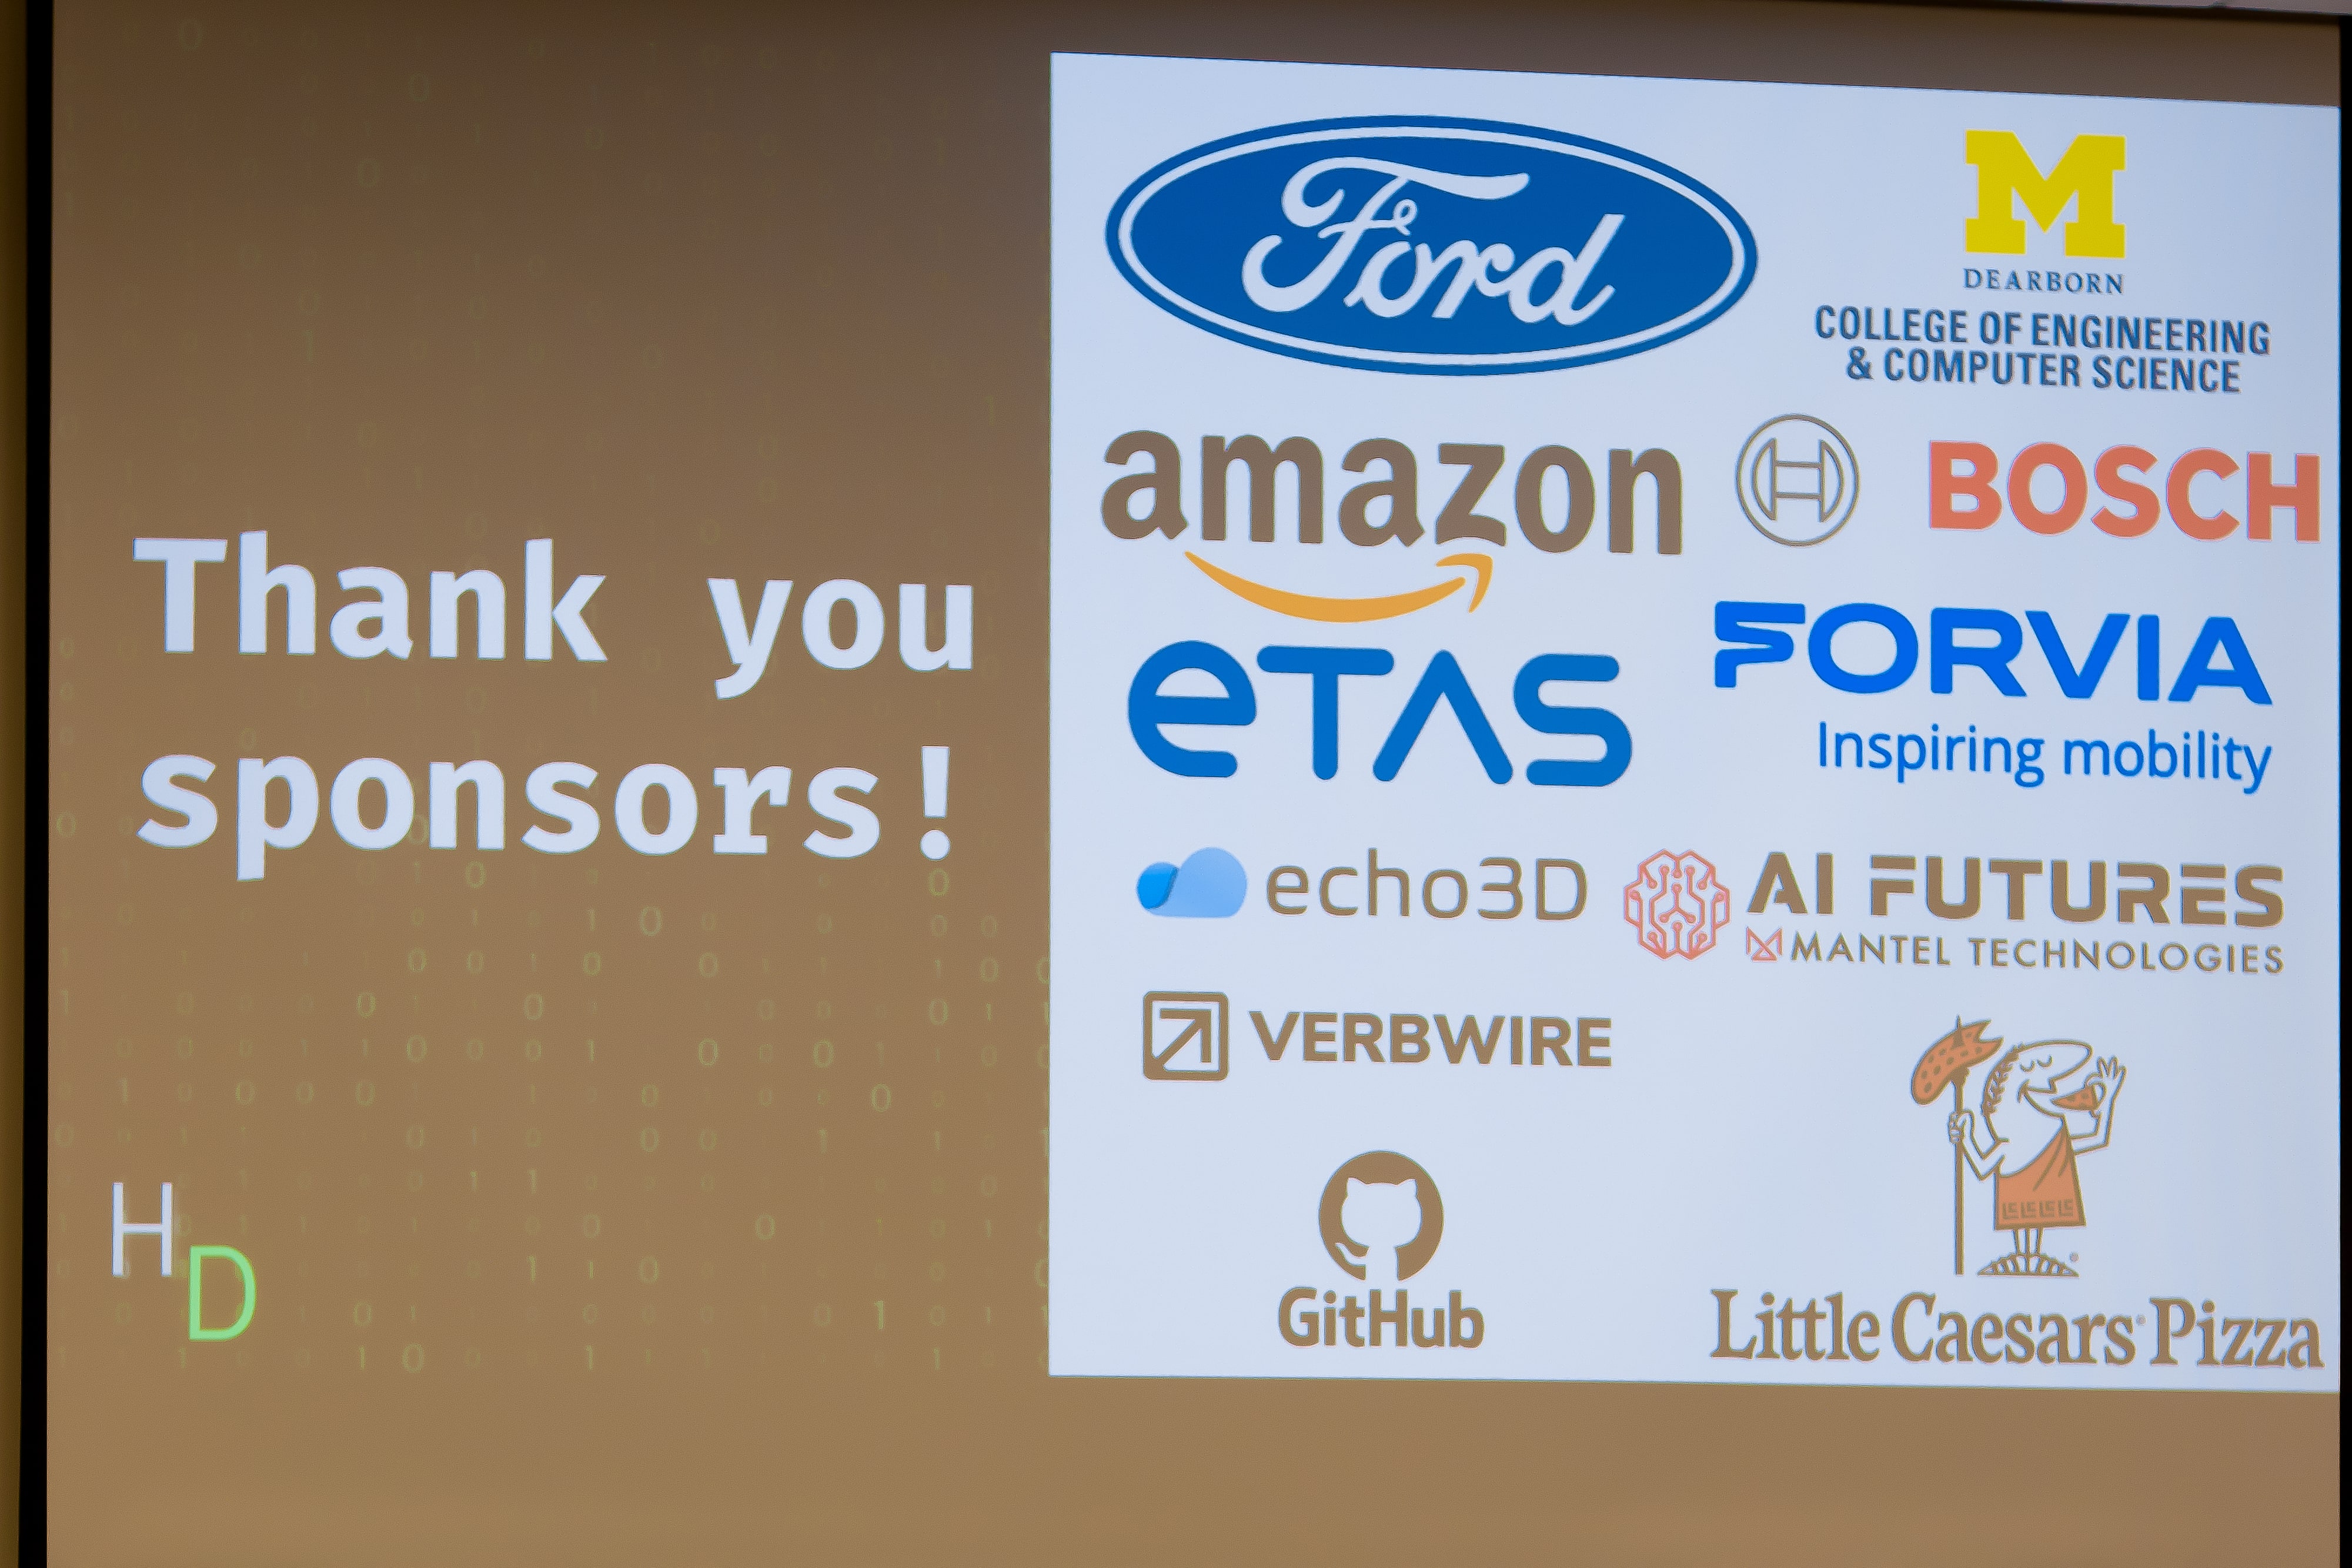 Thank you
sponsors!
HD
Ford
M
DEARBORN
COLLEGE OF ENGINEERING
& COMPUTER SCIENCE
amazon
BOSCH
eTAS
FORVIA
Inspiring mobility
echo3D
AI FUTURES
MANTEL TECHNOLOGIES
VERBWIRE
GitHub
Little Caesars Pizza